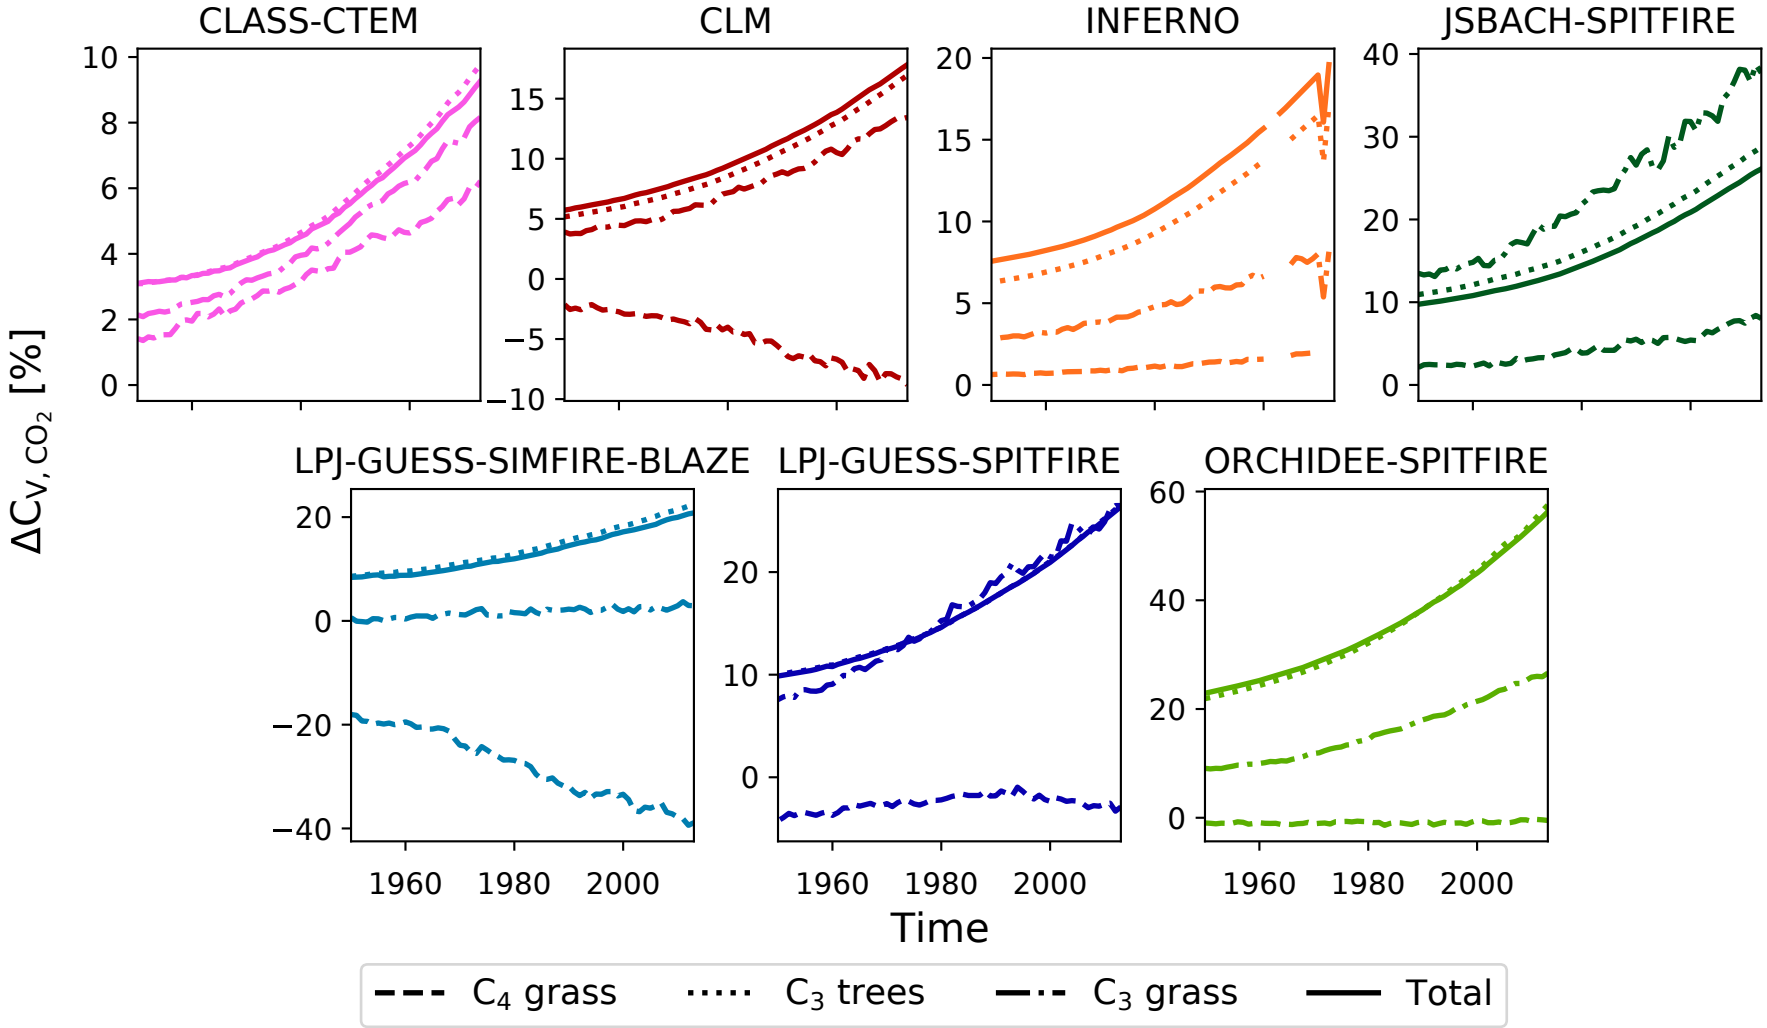 CLASS-CTEM CLM INFERNO JSBACH-SPITFIRE
10 8 6 4 2 0
15 10 5 0 −5 −10
20 15 10 5 0
40 30 20 10 0
ΔC_V, CO₂ [%]
LPJ-GUESS-SIMFIRE-BLAZE LPJ-GUESS-SPITFIRE ORCHIDEE-SPITFIRE
20 0 −20 −40
20 10 0
60 40 20 0
1960 1980 2000 1960 1980 2000 1960 1980 2000
Time
C₄ grass C₃ trees C₃ grass Total